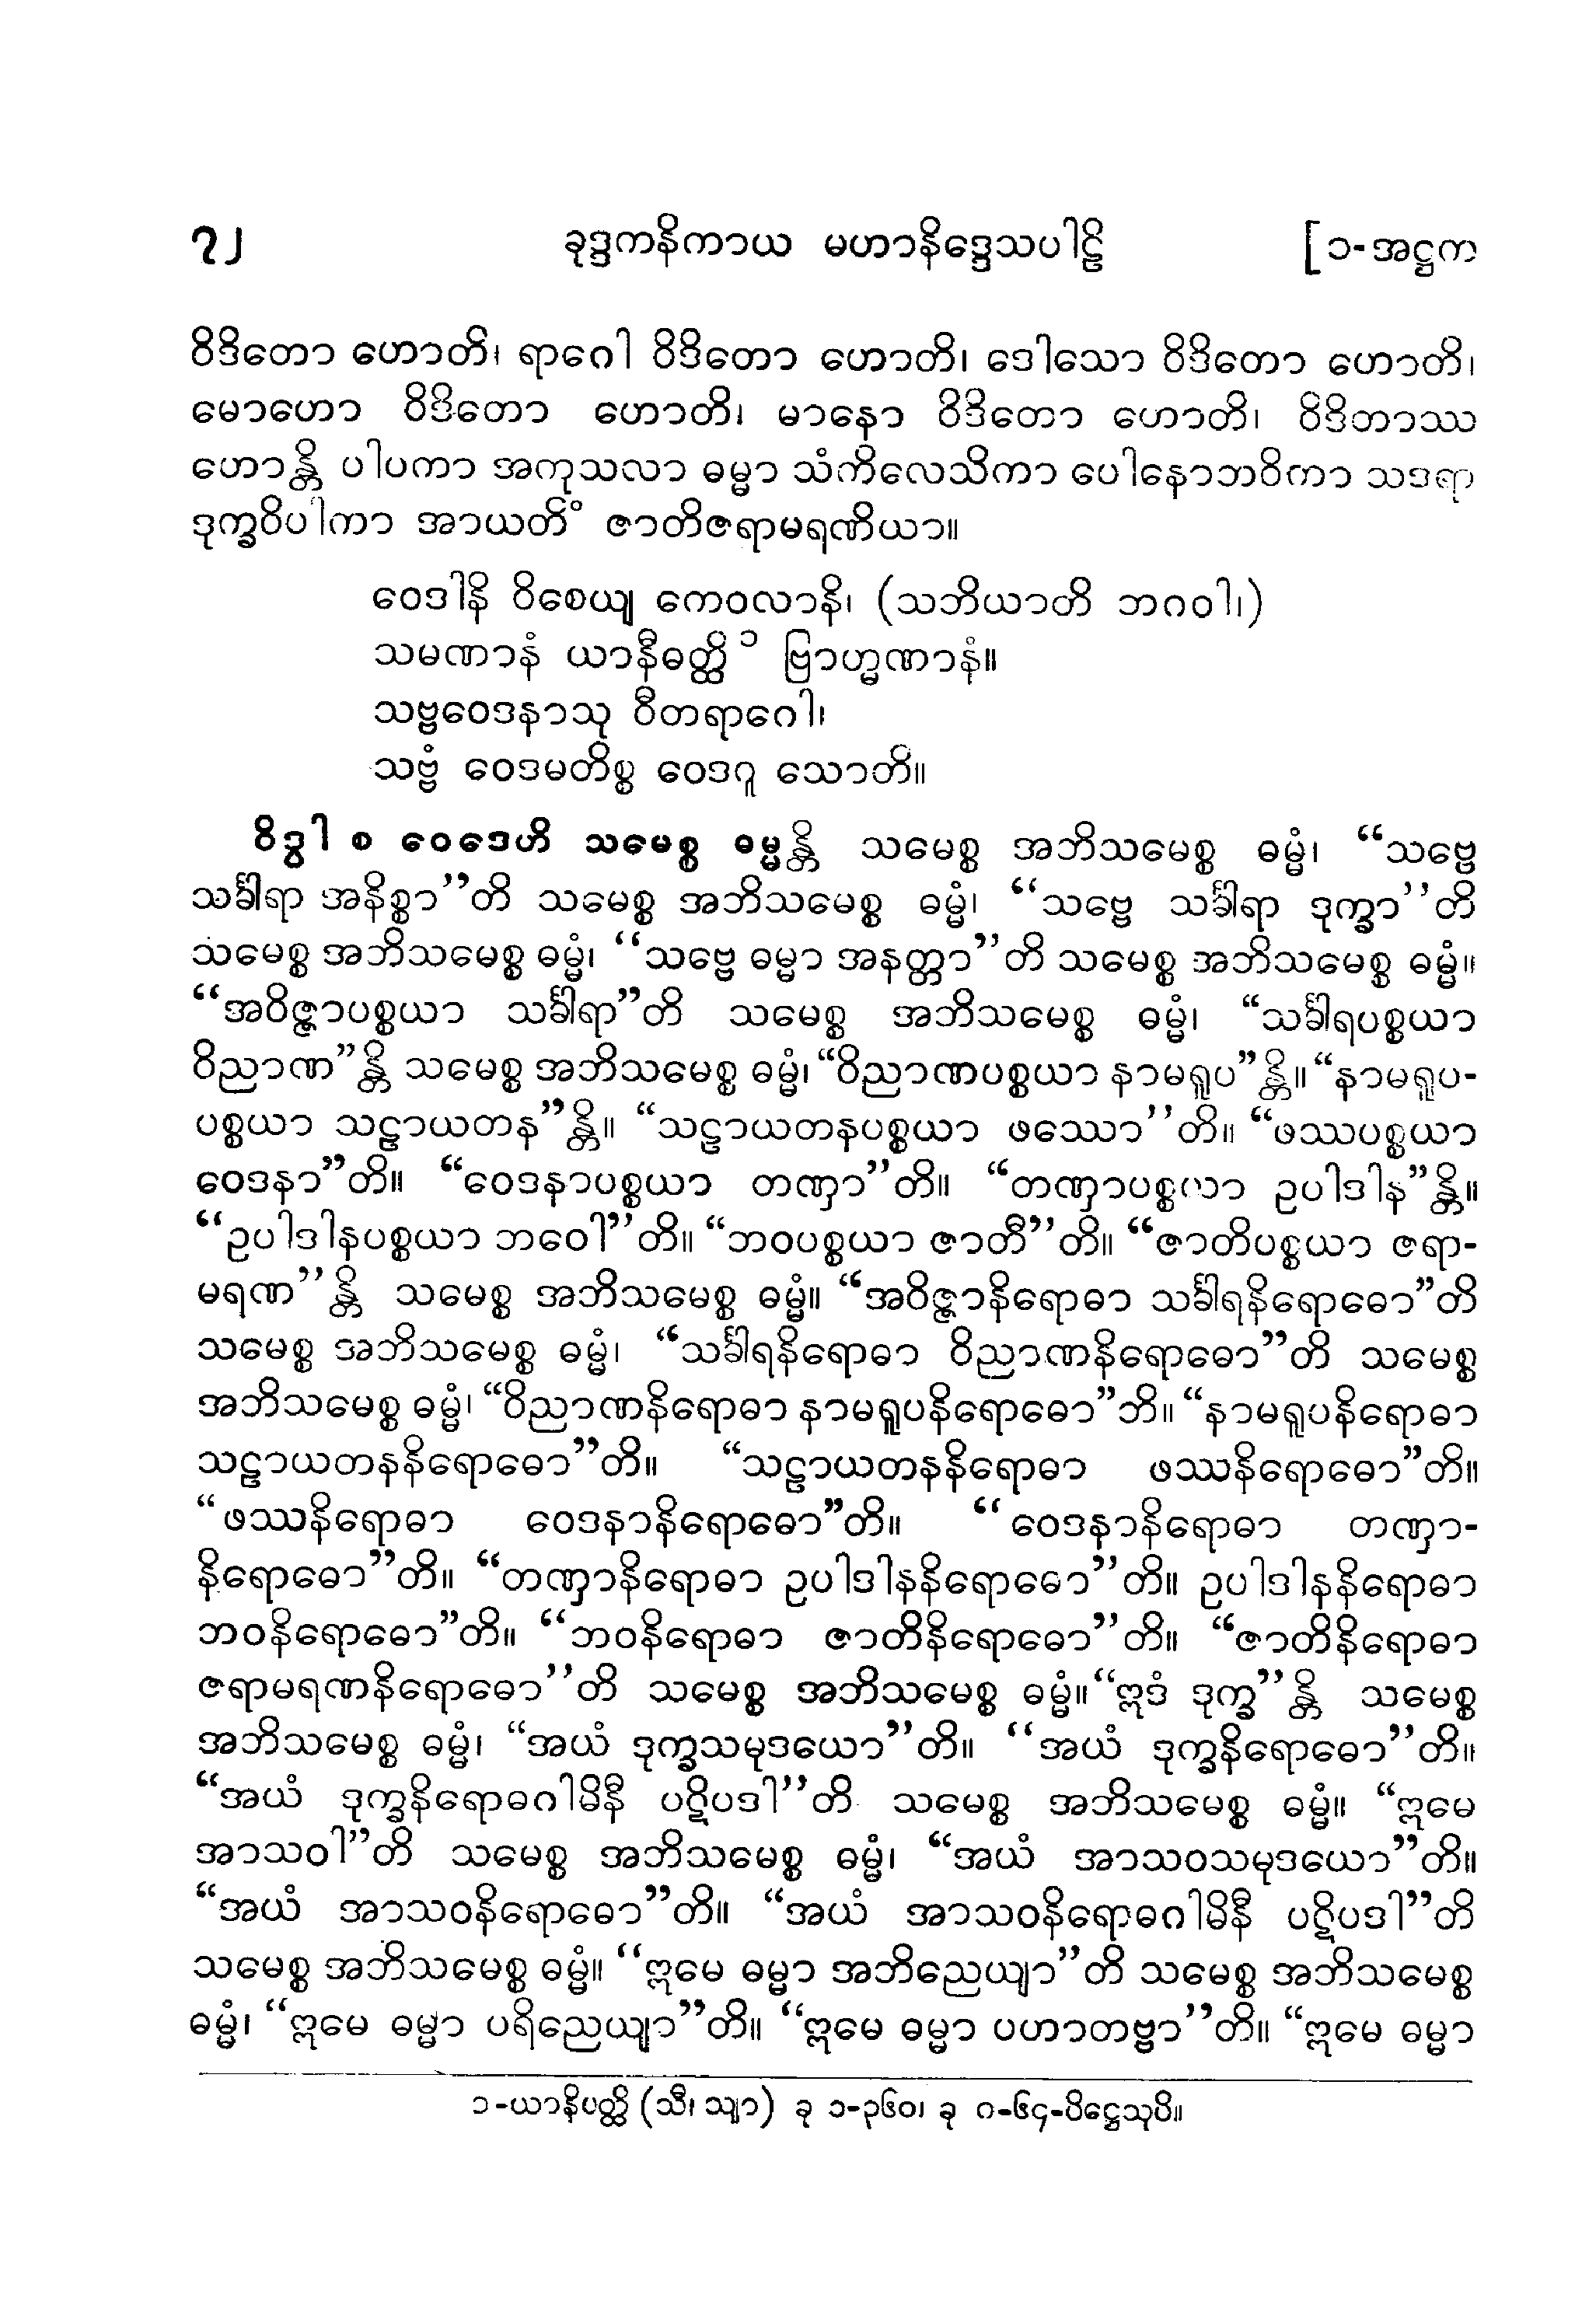 ၇၂ ခုဒ္ဒကနိကာယ မဟာနိဒ္ဒေသပါဠိ [၁-အဋ္ဌက
ဝိဒိတော ဟောတိ၊ ရာဂေါ ဝိဒိတော ဟောတိ၊ ဒေါသော ဝိဒိတော ဟောတိ၊
မောဟော ဝိဒိတော ဟောတိ၊ မာနော ဝိဒိတော ဟောတိ၊ ဝိဒိတာဿ
ဟောန္တိ ပါပကာ အကုသလာ ဓမ္မာ သံကိလေသိကာ ပေါနောဘဝိကာ သဒရာ
ဒုက္ခဝိပါကာ အာယတိံ ဇာတိဇရာမရဏိယာ။
ဝေဒါနိ ဝိစေယျ ကေဝလာနိ၊ (သဘိယာတိ ဘဂဝါ၊)
သမဏာနံ ယာနီဓတ္ထိ ၁ ဗြာဟ္မဏာနံ။
သဗ္ဗဝေဒနာသု ဝီတရာဂေါ၊
သဗ္ဗံ ဝေဒမတိစ္စ ဝေဒဂူ သောတိ။
ဝိဒွါ စ ဝေဒေဟိ သမေစ္စ ဓမ္မန္တိ သမေစ္စ အဘိသမေစ္စ ဓမ္မံ၊ “သဗ္ဗေ
သင်္ခါရာ အနိစ္စာ”တိ သမေစ္စ အဘိသမေစ္စ ဓမ္မံ၊ “သဗ္ဗေ သင်္ခါရာ ဒုက္ခာ”တိ
သမေစ္စ အဘိသမေစ္စ ဓမ္မံ၊ “သဗ္ဗေ ဓမ္မာ အနတ္တာ”တိ သမေစ္စ အဘိသမေစ္စ ဓမ္မံ။
“အဝိဇ္ဇာပစ္စယာ သင်္ခါရာ”တိ သမေစ္စ အဘိသမေစ္စ ဓမ္မံ၊ “သင်္ခါရပစ္စယာ
ဝိညာဏ”န္တိ သမေစ္စ အဘိသမေစ္စ ဓမ္မံ၊ “ဝိညာဏပစ္စယာ နာမရူပ”န္တိ။ “နာမရူပ-
ပစ္စယာ သဠာယတန”န္တိ။ “သဠာယတနပစ္စယာ ဖဿော”တိ။ “ဖဿပစ္စယာ
ဝေဒနာ”တိ။ “ဝေဒနာပစ္စယာ တဏှာ”တိ။ “တဏှာပစ္စယာ ဥပါဒါန”န္တိ။
“ဥပါဒါနပစ္စယာ ဘဝေါ”တိ။ “ဘဝပစ္စယာ ဇာတီ”တိ။ “ဇာတိပစ္စယာ ဇရာ-
မရဏ”န္တိ သမေစ္စ အဘိသမေစ္စ ဓမ္မံ။ “အဝိဇ္ဇာနိရောဓာ သင်္ခါရနိရောဓော”တိ
သမေစ္စ အဘိသမေစ္စ ဓမ္မံ၊ “သင်္ခါရနိရောဓာ ဝိညာဏနိရောဓော”တိ သမေစ္စ
အဘိသမေစ္စ ဓမ္မံ၊ “ဝိညာဏနိရောဓာ နာမရူပနိရောဓော”ဘိ။ “နာမရူပနိရောဓာ
သဠာယတနနိရောဓော”တိ။ “သဠာယတနနိရောဓာ ဖဿနိရောဓော”တိ။
“ဖဿနိရောဓာ ဝေဒနာနိရောဓော”တိ။ “ဝေဒနာနိရောဓာ တဏှာ-
နိရောဓော”တိ။ “တဏှာနိရောဓာ ဥပါဒါနနိရောဓော”တိ။ ဥပါဒါနနိရောဓာ
ဘဝနိရောဓော”တိ။ “ဘဝနိရောဓာ ဇာတိနိရောဓော”တိ။ “ဇာတိနိရောဓာ
ဇရာမရဏနိရောဓော”တိ သမေစ္စ အဘိသမေစ္စ ဓမ္မံ။ “ဣဒံ ဒုက္ခ”န္တိ သမေစ္စ
အဘိသမေစ္စ ဓမ္မံ၊ “အယံ ဒုက္ခသမုဒယော”တိ။ “အယံ ဒုက္ခနိရောဓော”တိ။
“အယံ ဒုက္ခနိရောဓဂါမိနီ ပဋိပဒါ”တိ သမေစ္စ အဘိသမေစ္စ ဓမ္မံ။ “ဣမေ
အာသဝါ”တိ သမေစ္စ အဘိသမေစ္စ ဓမ္မံ၊ “အယံ အာသဝသမုဒယော”တိ။
“အယံ အာသဝနိရောဓော”တိ။ “အယံ အာသဝနိရောဓဂါမိနီ ပဋိပဒါ”တိ
သမေစ္စ အဘိသမေစ္စ ဓမ္မံ။ “ဣမေ ဓမ္မာ အဘိညေယျာ”တိ သမေစ္စ အဘိသမေစ္စ
ဓမ္မံ၊ “ဣမေ ဓမ္မာ ပရိညေယျာ”တိ။ “ဣမေ ဓမ္မာ ပဟာတဗ္ဗာ”တိ။ “ဣမေ ဓမ္မာ
၁-ယာနိပတ္ထိ (သီ၊ သျာ) ခု ၁-၃၆၀၊ ခု ဂ-၆၄-ပိဋ္ဌေသုပိ။